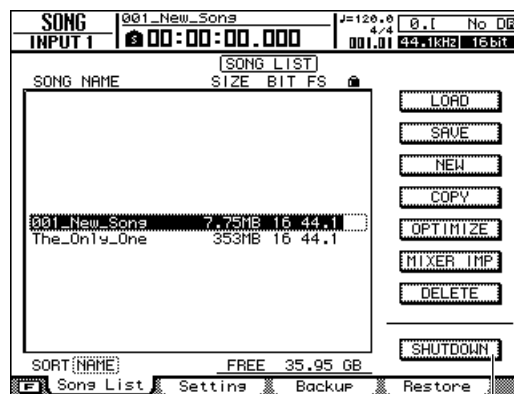 SONG
INPUT 1
001_New_Song
S 00:00:00.000
♩=120.0
4/4
001.01
0.[ No D
44.1kHz 16bit
SONG LIST
SONG NAME SIZE BIT FS
001_New_Song 7.75MB 16 44.1
The_Only_One 353MB 16 44.1
LOAD
SAVE
NEW
COPY
OPTIMIZE
MIXER IMP
DELETE
SHUTDOWN
SORT NAME FREE 35.95 GB
F Song List Setting Backup Restore